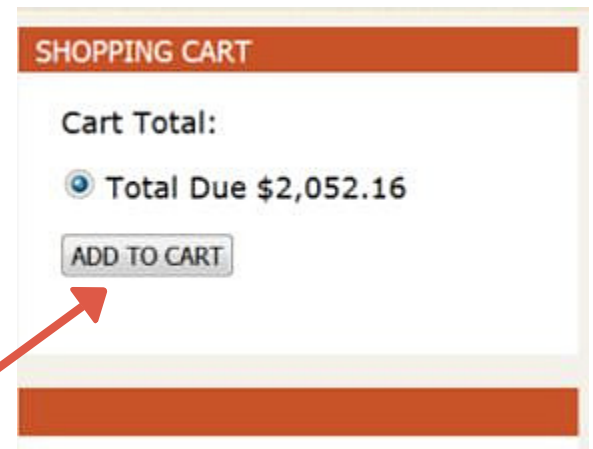 SHOPPING CART
Cart Total:
Total Due $2,052.16
ADD TO CART